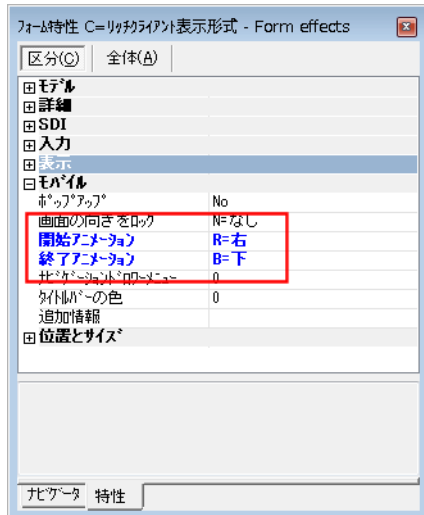 フォーム特性 C=リッチクライアント表示形式 - Form effects
区分(C) 全体(A)
モデル
詳細
SDI
入力
表示
モバイル
ポップアップ No
画面の向きをロック N=なし
開始アニメーション R=右
終了アニメーション B=下
ナビゲーションドロワーメニュー 0
タイトルバーの色 0
追加情報
位置とサイズ
ナビゲータ 特性